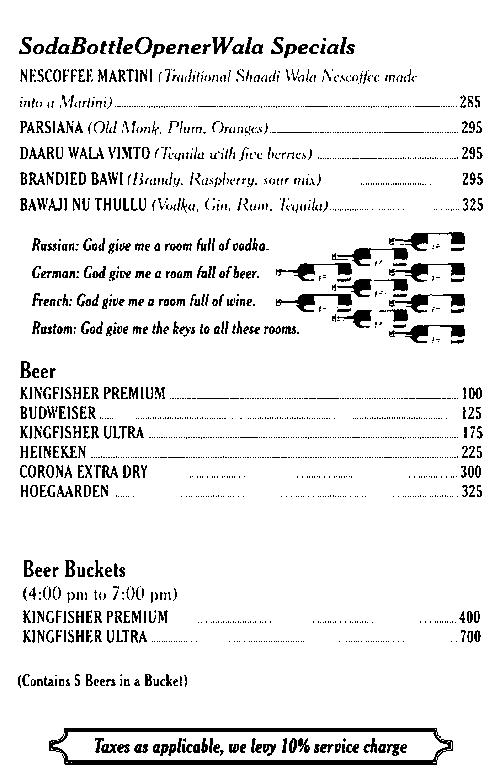 SodaBottleOpenerWala Specials
NESCOFFEE MARTINI (Traditional Shaadi Wala Nescoffee made
into a Martini) 285
PARSIANA (Old Monk, Plum, Oranges) 295
DAARU WALA VIMTO (Tequila with five berries) 295
BRANDIED BAWI (Brandy, Raspberry, sour mix) 295
BAWAJI NU THULLU (Vodka, Gin, Rum, Tequila) 325
Russian: God give me a room full of vodka.
German: God give me a room full of beer.
French: God give me a room full of wine.
Rustom: God give me the keys to all these rooms.
Beer
KINGFISHER PREMIUM 100
BUDWEISER 125
KINGFISHER ULTRA 175
HEINEKEN 225
CORONA EXTRA DRY 300
HOEGAARDEN 325
Beer Buckets
(4:00 pm to 7:00 pm)
KINGFISHER PREMIUM 400
KINGFISHER ULTRA 700
(Contains 5 Beers in a Bucket)
Taxes as applicable, we levy 10% service charge